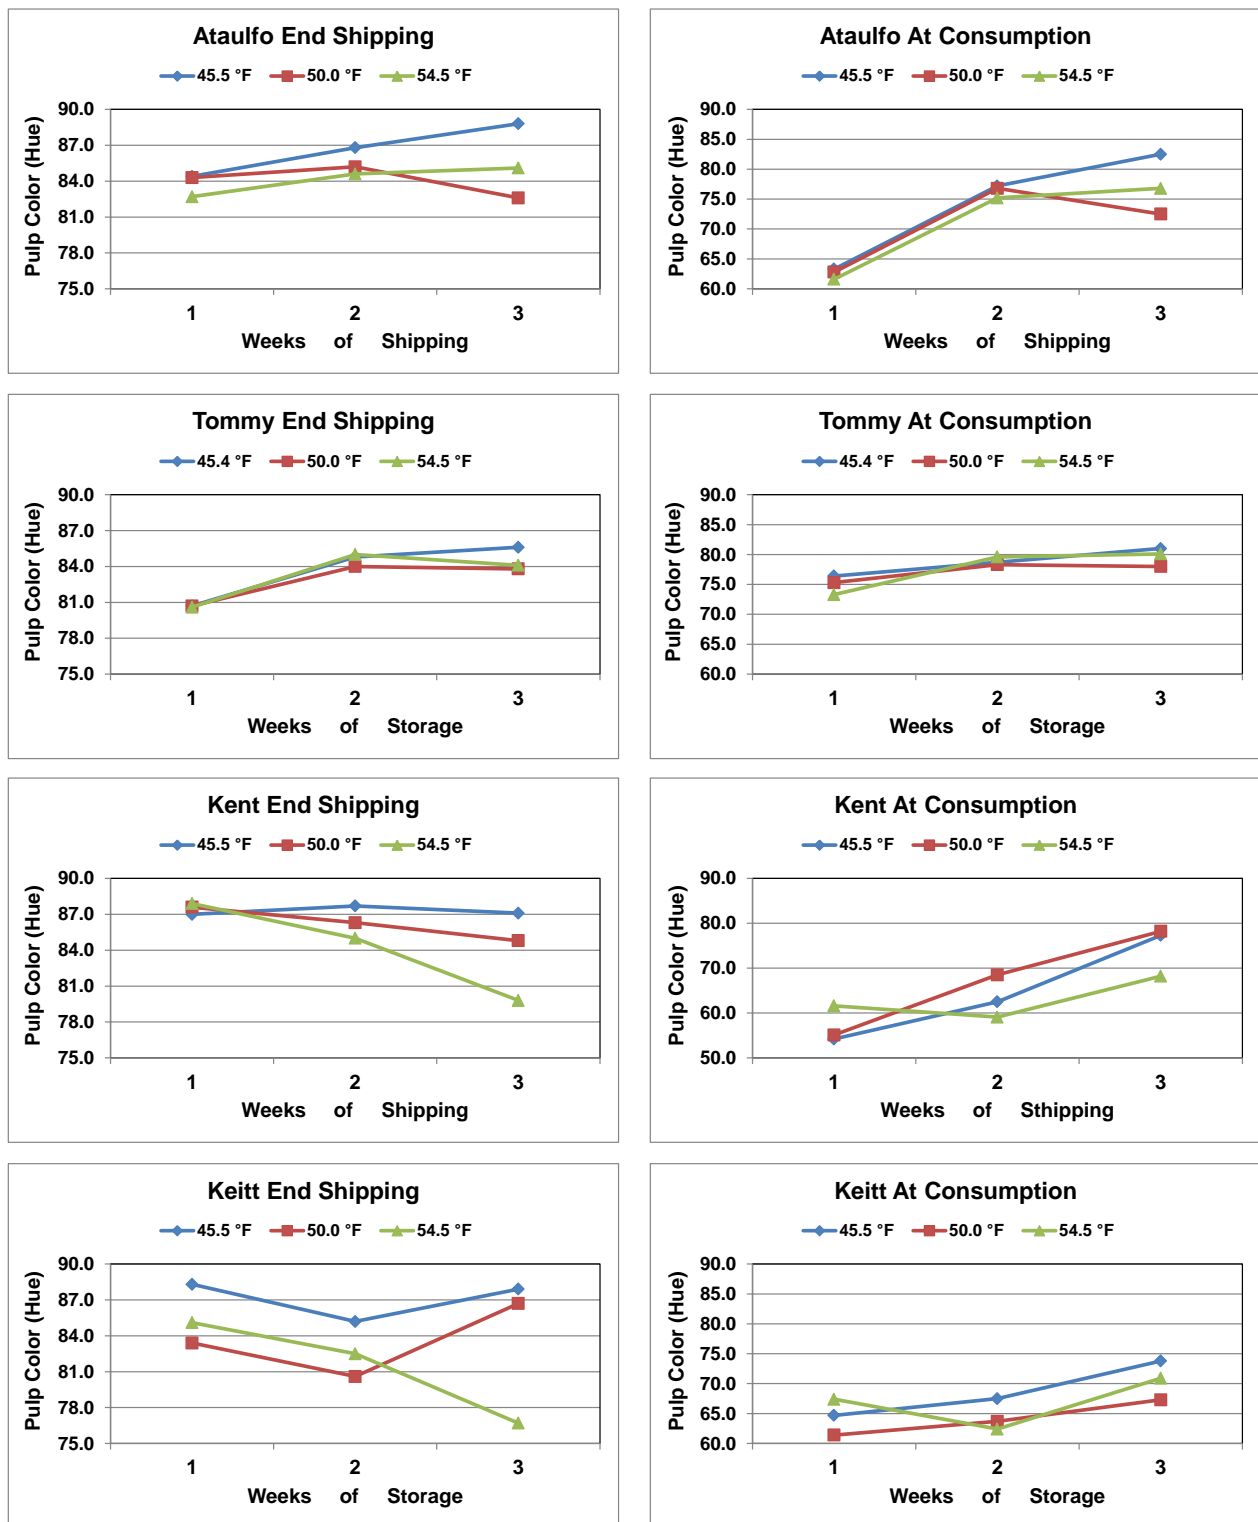 Ataulfo End Shipping
45.5 °F 50.0 °F 54.5 °F
Pulp Color (Hue)
90.0
87.0
84.0
81.0
78.0
75.0
1 2 3
Weeks of Shipping
Ataulfo At Consumption
45.5 °F 50.0 °F 54.5 °F
Pulp Color (Hue)
90.0
85.0
80.0
75.0
70.0
65.0
60.0
1 2 3
Weeks of Shipping
Tommy End Shipping
45.4 °F 50.0 °F 54.5 °F
Pulp Color (Hue)
90.0
87.0
84.0
81.0
78.0
75.0
1 2 3
Weeks of Storage
Tommy At Consumption
45.4 °F 50.0 °F 54.5 °F
Pulp Color (Hue)
90.0
85.0
80.0
75.0
70.0
65.0
60.0
1 2 3
Weeks of Storage
Kent End Shipping
45.5 °F 50.0 °F 54.5 °F
Pulp Color (Hue)
90.0
87.0
84.0
81.0
78.0
75.0
1 2 3
Weeks of Shipping
Kent At Consumption
45.5 °F 50.0 °F 54.5 °F
Pulp Color (Hue)
90.0
80.0
70.0
60.0
50.0
1 2 3
Weeks of Sthipping
Keitt End Shipping
45.5 °F 50.0 °F 54.5 °F
Pulp Color (Hue)
90.0
87.0
84.0
81.0
78.0
75.0
1 2 3
Weeks of Storage
Keitt At Consumption
45.5 °F 50.0 °F 54.5 °F
Pulp Color (Hue)
90.0
85.0
80.0
75.0
70.0
65.0
60.0
1 2 3
Weeks of Storage